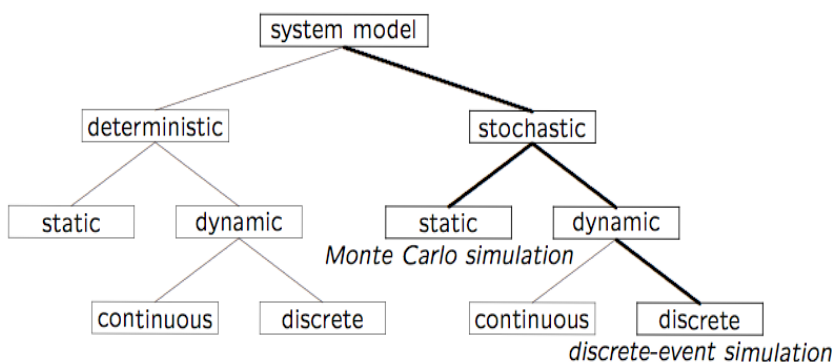 system model
deterministic
stochastic
static
dynamic
static
dynamic
Monte Carlo simulation
continuous
discrete
continuous
discrete
discrete-event simulation